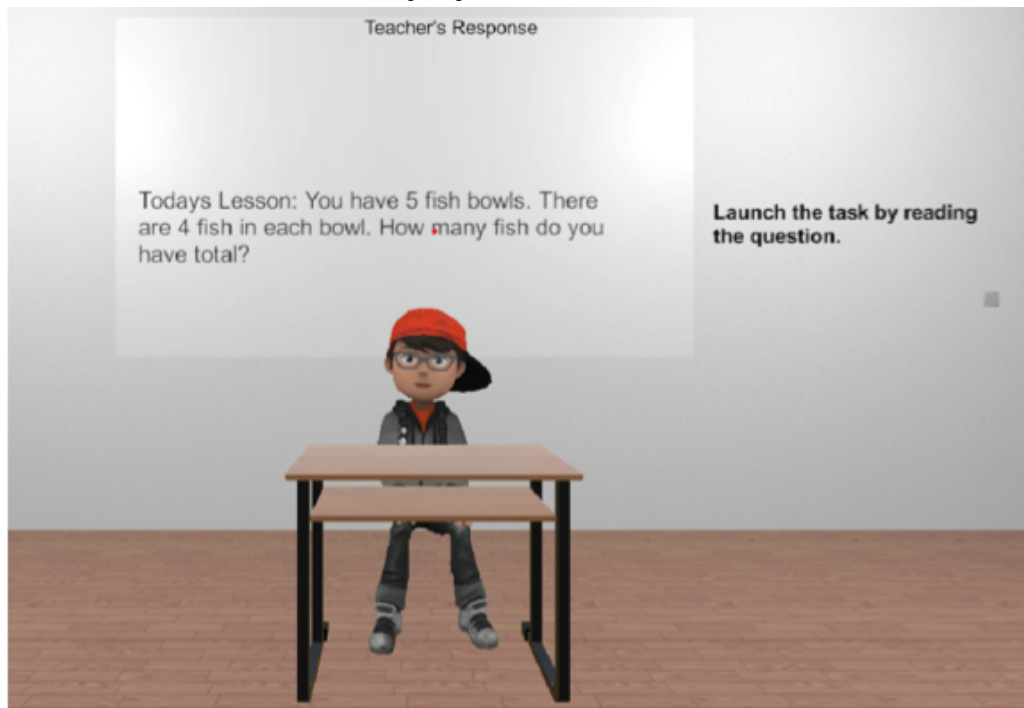 Teacher's Response
Todays Lesson: You have 5 fish bowls. There
are 4 fish in each bowl. How many fish do you
have total?
Launch the task by reading
the question.